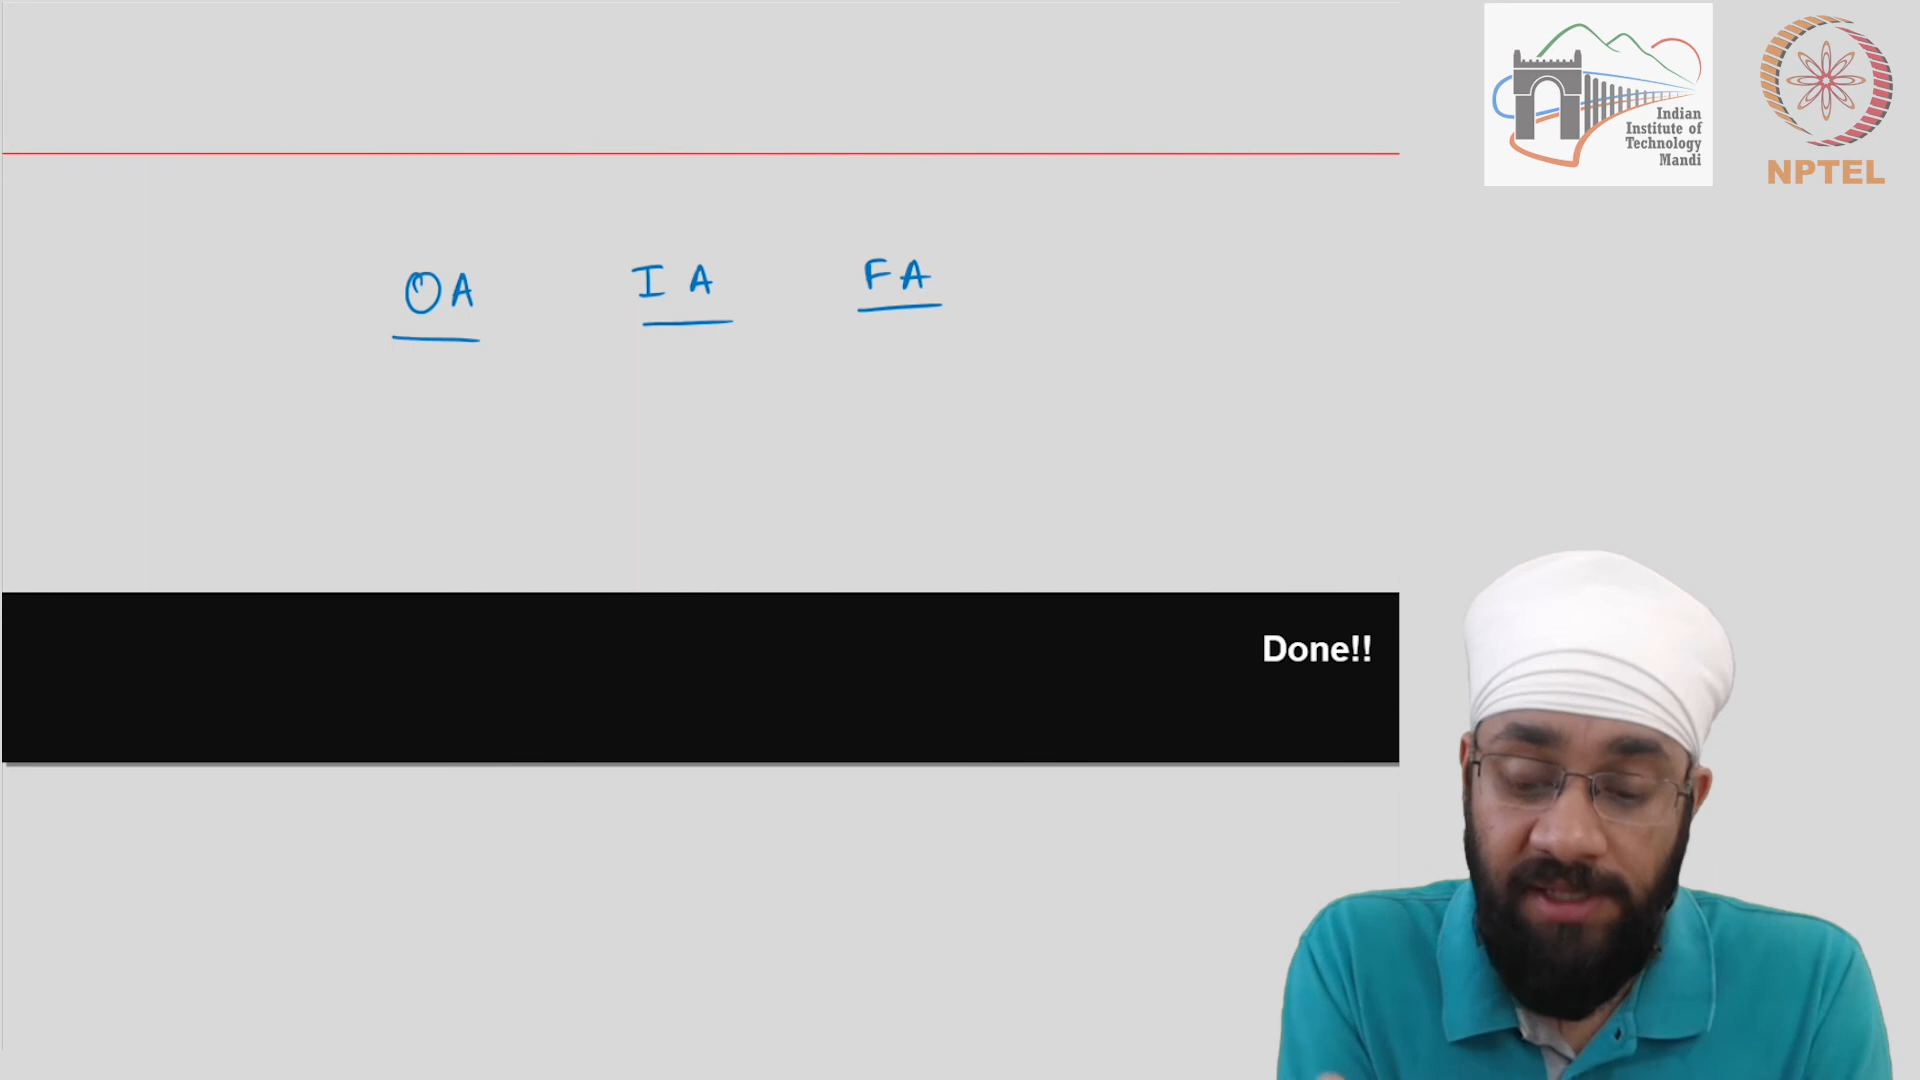 Indian
Institute of
Technology
Mandi
NPTEL
OA IA FA
Done!!